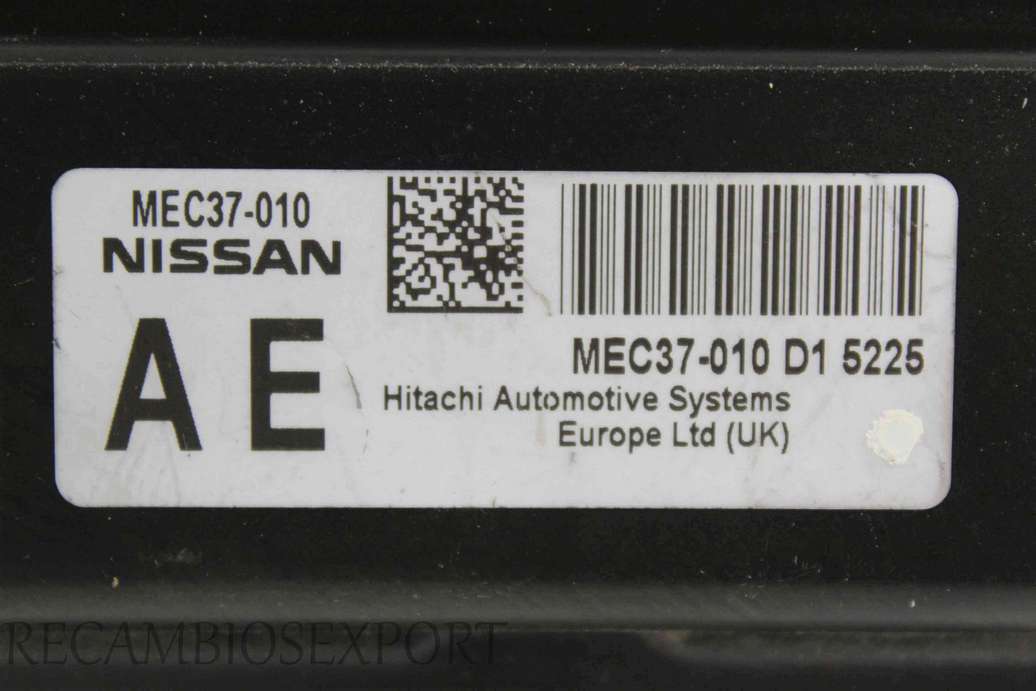 MEC37-010
NISSAN
A E
MEC37-010 D1 5225
Hitachi Automotive Systems
Europe Ltd (UK)
RECAMBIOSEXPORT